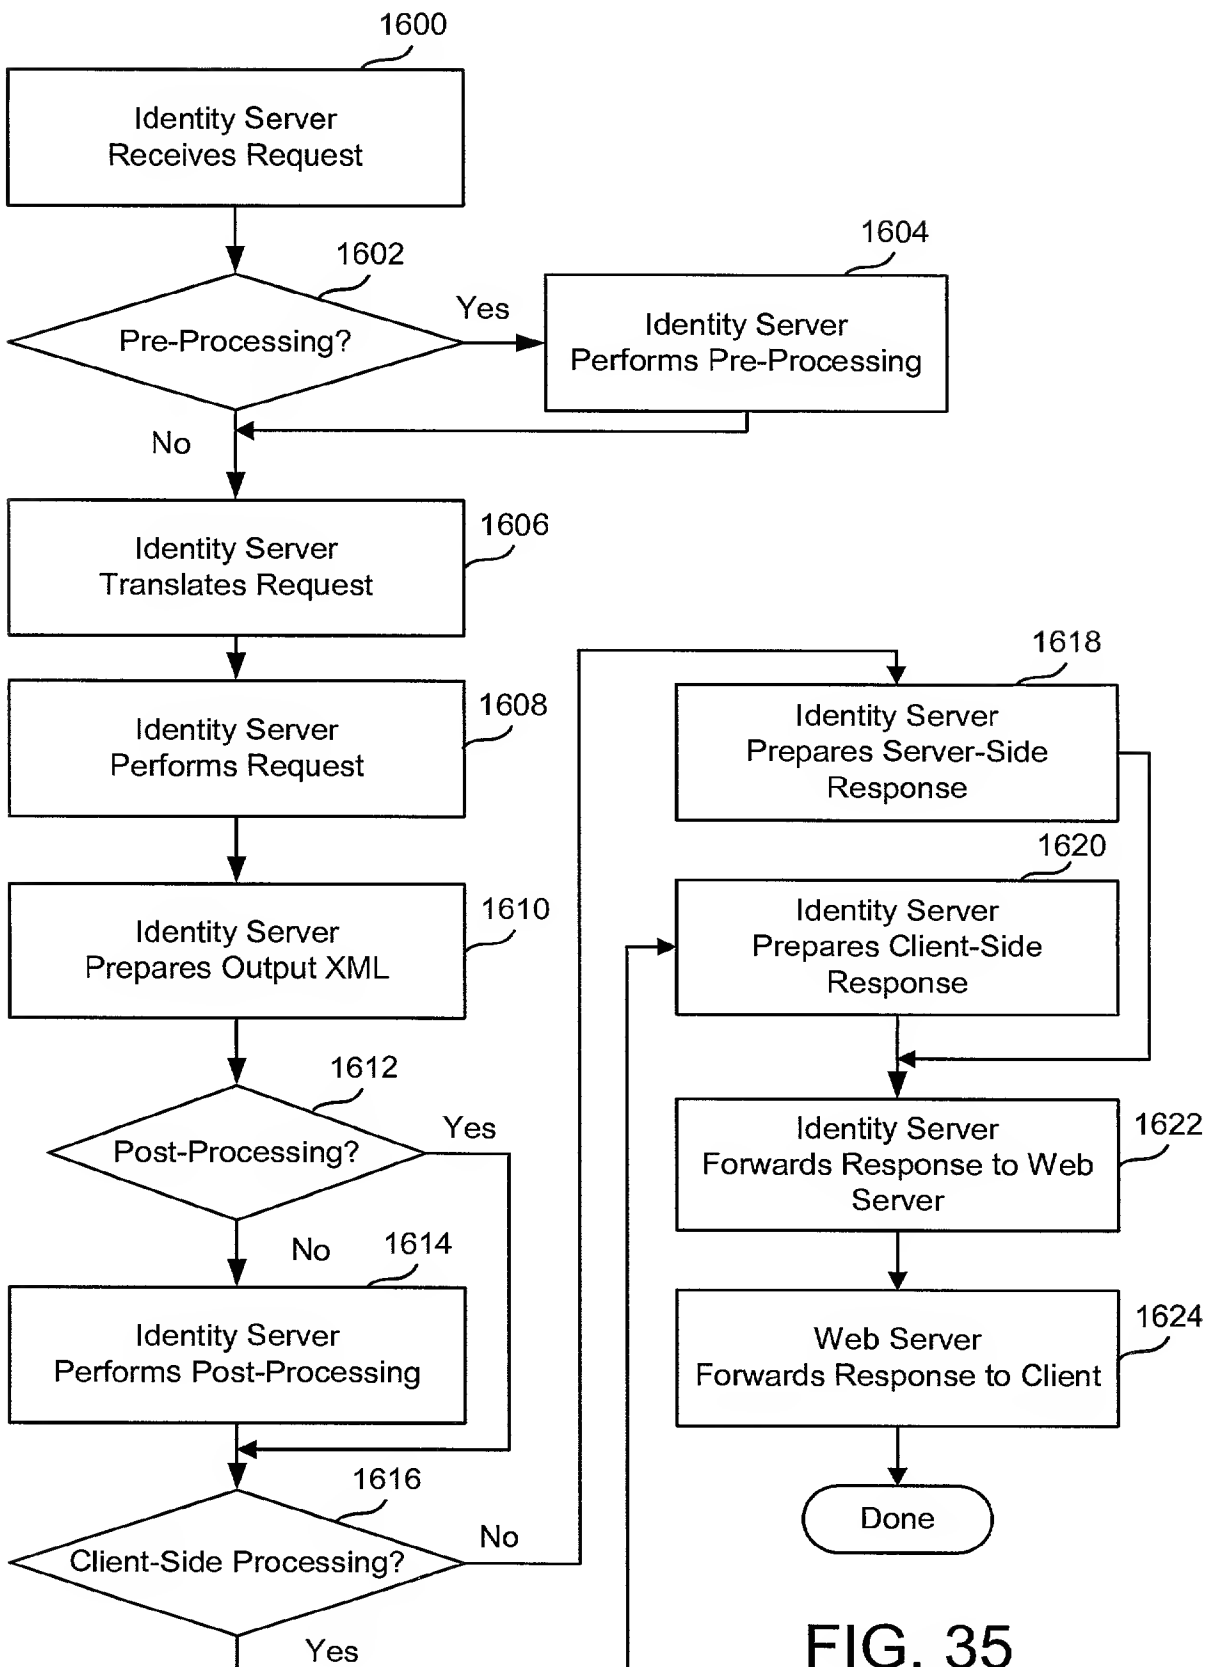 1600
Identity Server
Receives Request
1602
Pre-Processing?
Yes
No
1604
Identity Server
Performs Pre-Processing
1606
Identity Server
Translates Request
1608
Identity Server
Performs Request
1610
Identity Server
Prepares Output XML
1612
Post-Processing?
Yes
No
1614
Identity Server
Performs Post-Processing
1616
Client-Side Processing?
No
Yes
1618
Identity Server
Prepares Server-Side
Response
1620
Identity Server
Prepares Client-Side
Response
1622
Identity Server
Forwards Response to Web
Server
1624
Web Server
Forwards Response to Client
Done
FIG. 35